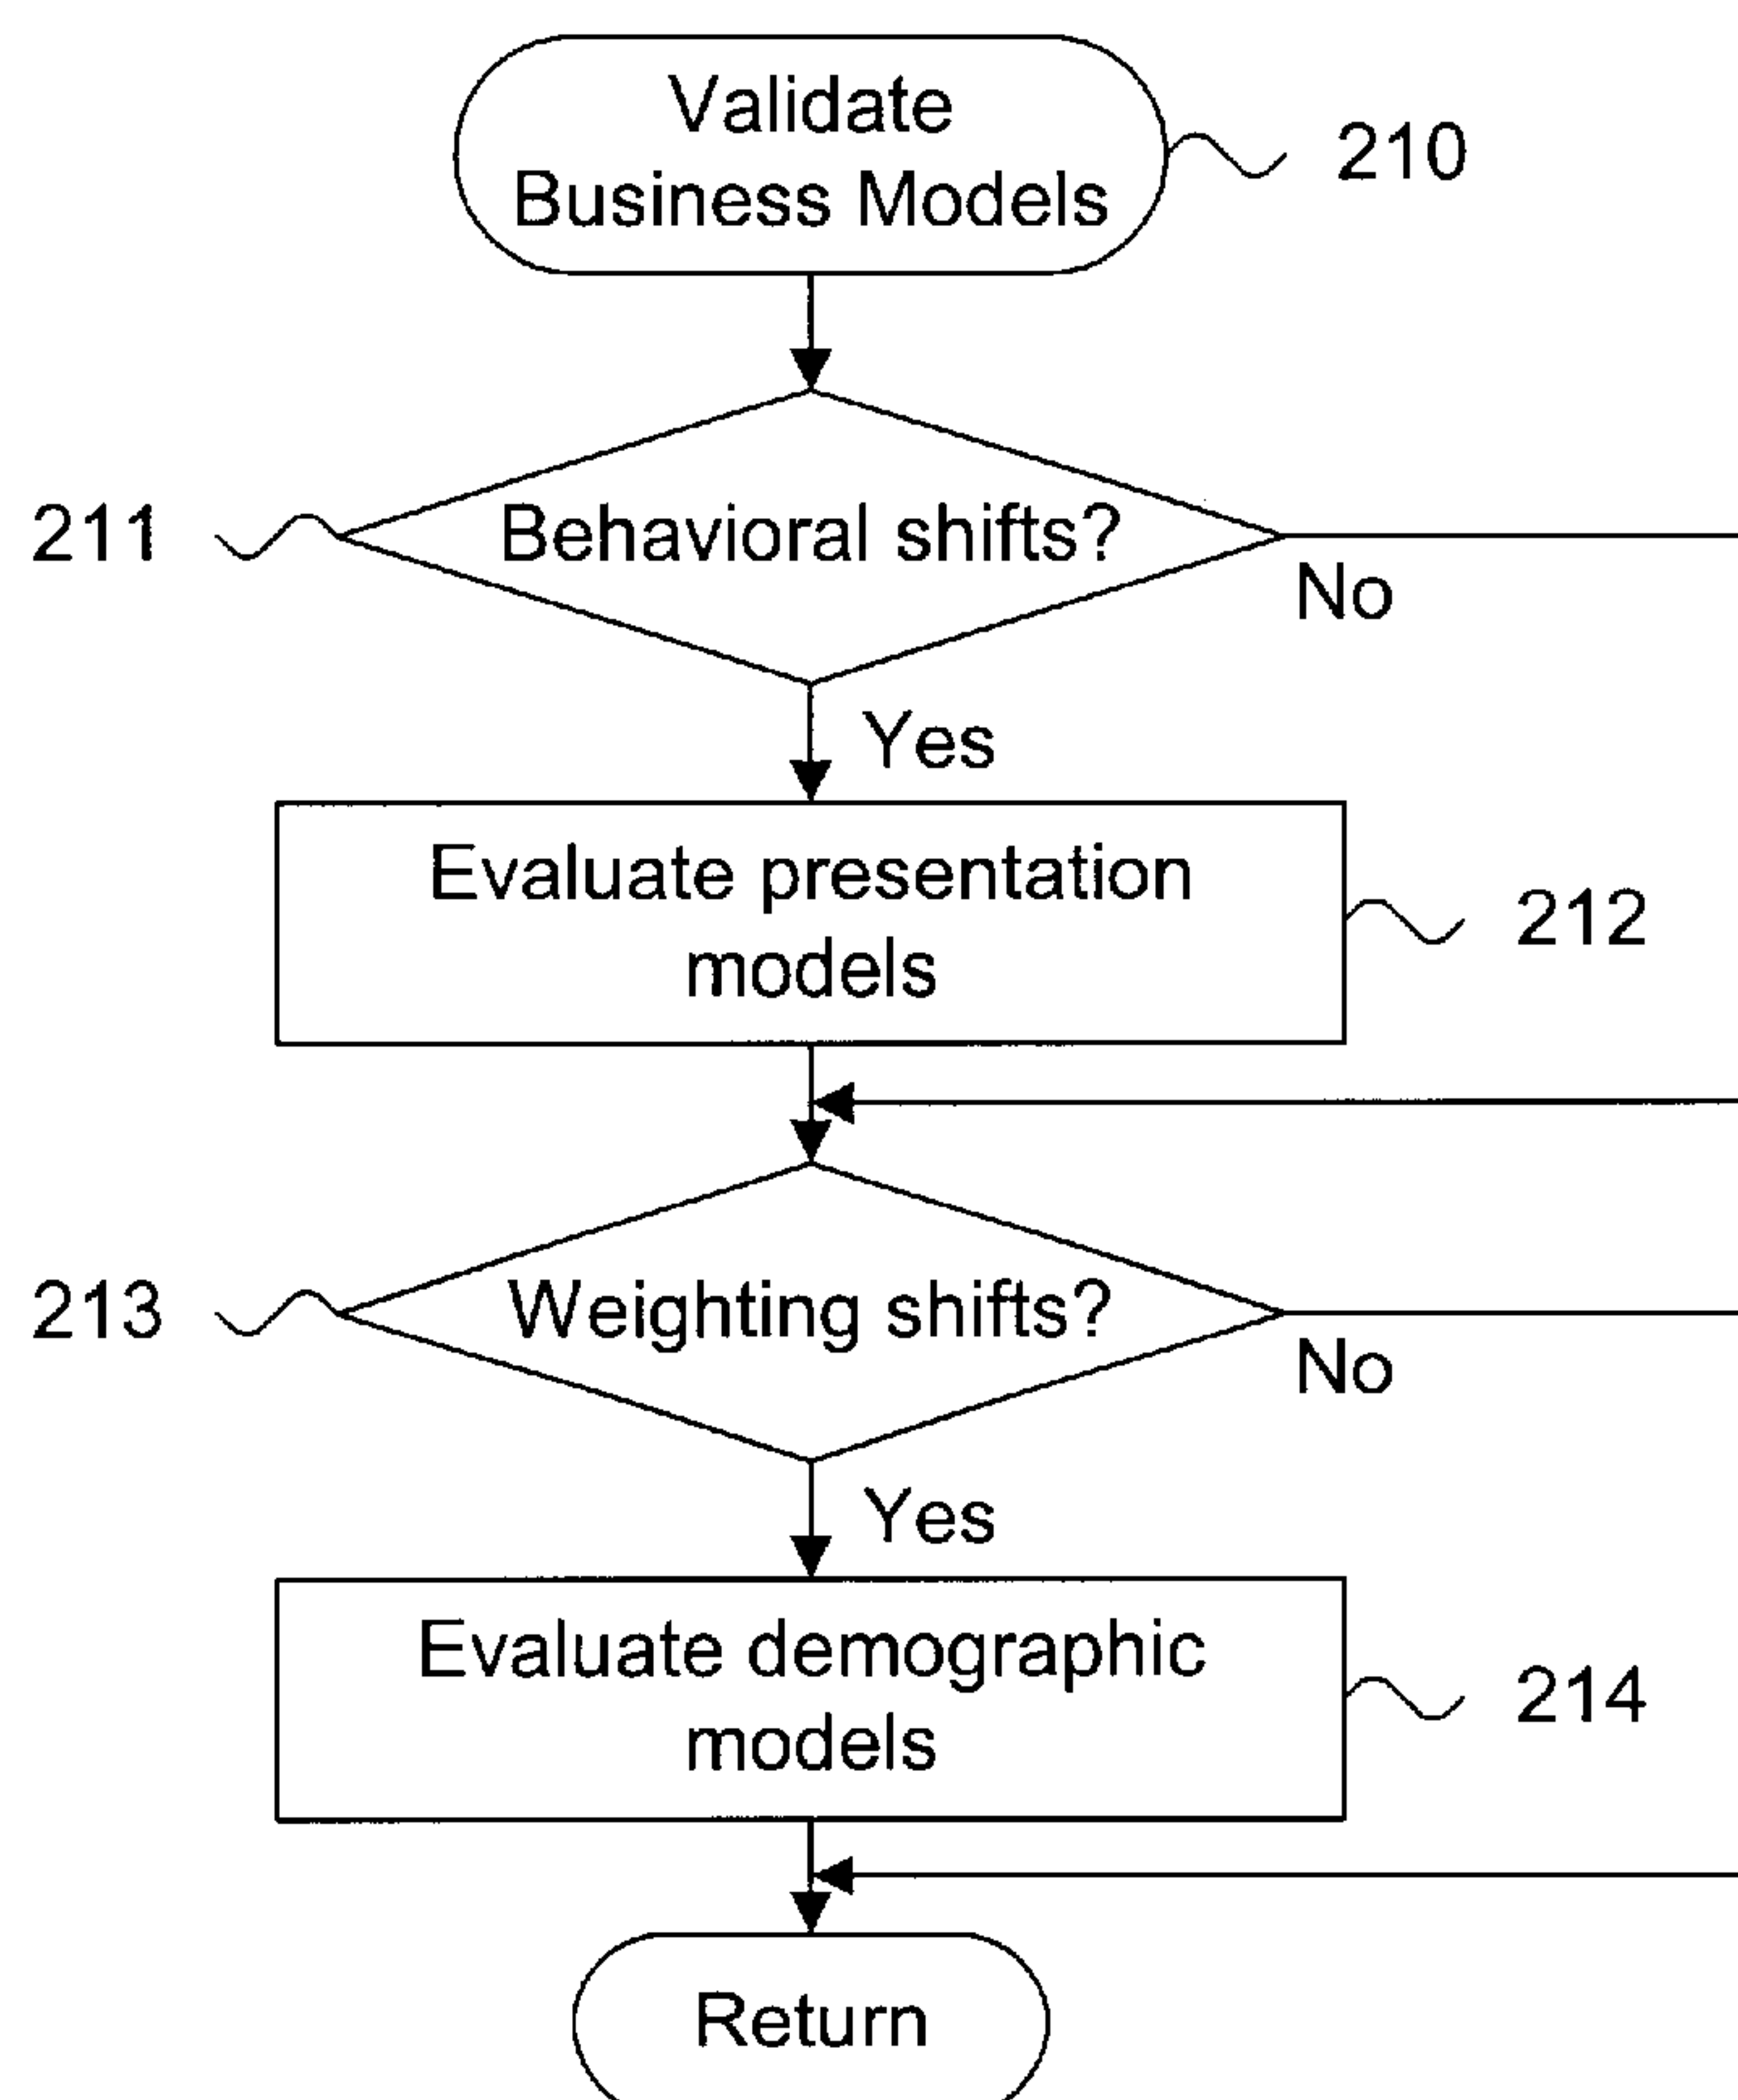 Validate
Business Models
210
211
Behavioral shifts?
No
Yes
Evaluate presentation
models
212
213
Weighting shifts?
No
Yes
Evaluate demographic
models
214
Return